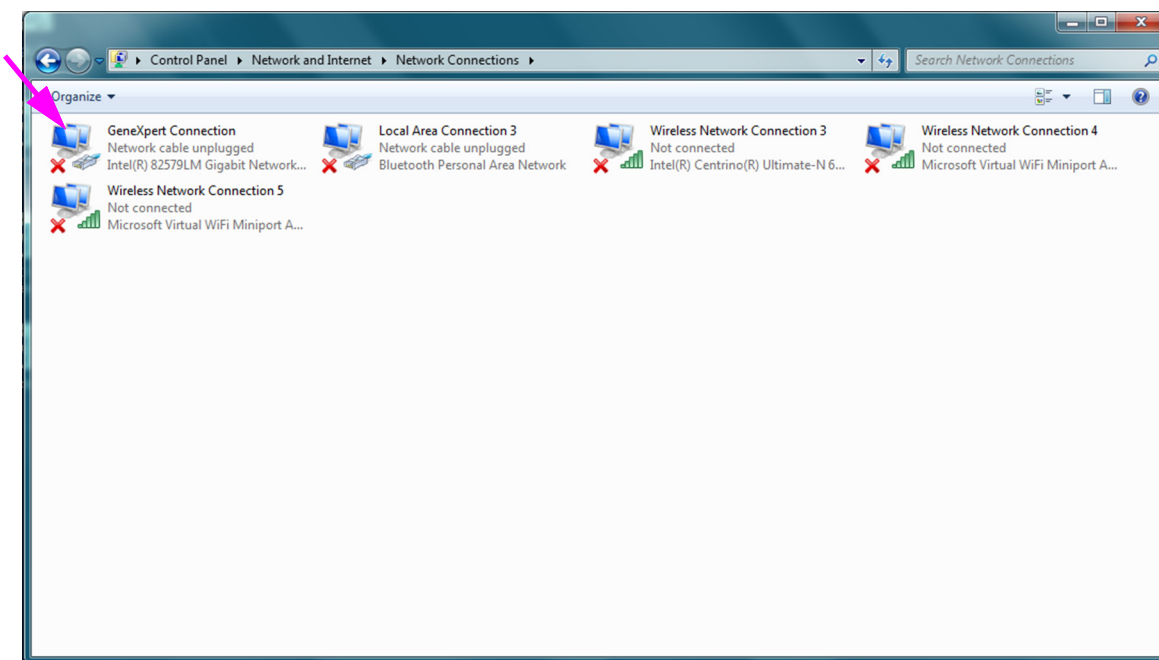 Control Panel Network and Internet Network Connections
Search Network Connections
Organize
GeneXpert Connection
Network cable unplugged
Intel(R) 82579LM Gigabit Network...
Local Area Connection 3
Network cable unplugged
Bluetooth Personal Area Network
Wireless Network Connection 3
Not connected
Intel(R) Centrino(R) Ultimate-N 6...
Wireless Network Connection 4
Not connected
Microsoft Virtual WiFi Miniport A...
Wireless Network Connection 5
Not connected
Microsoft Virtual WiFi Miniport A...